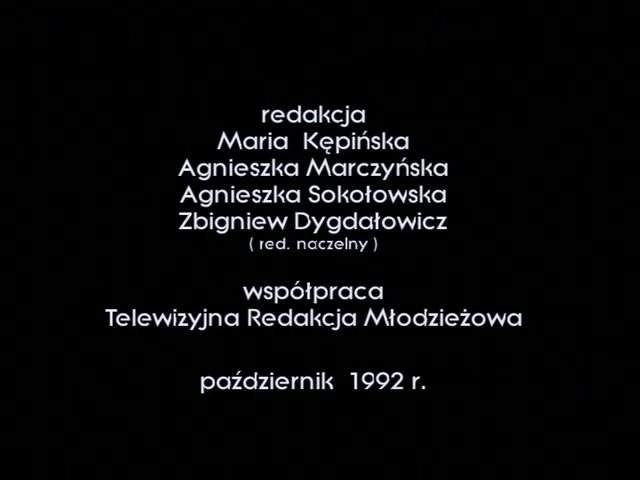 redakcja
Maria Kępińska
Agnieszka Marczyńska
Agnieszka Sokołowska
Zbigniew Dygdałowicz
( red. naczelny )
współpraca
Telewizyjna Redakcja Młodzieżowa
październik 1992 r.